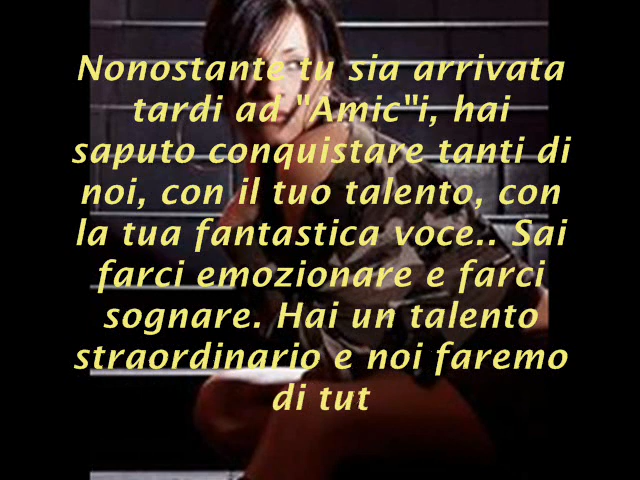 Nonostante tu sia arrivata
tardi ad "Amic"i, hai
saputo conquistare tanti di
noi, con il tuo talento, con
la tua fantastica voce.. Sai
farci emozionare e farci
sognare. Hai un talento
straordinario e noi faremo
di tut